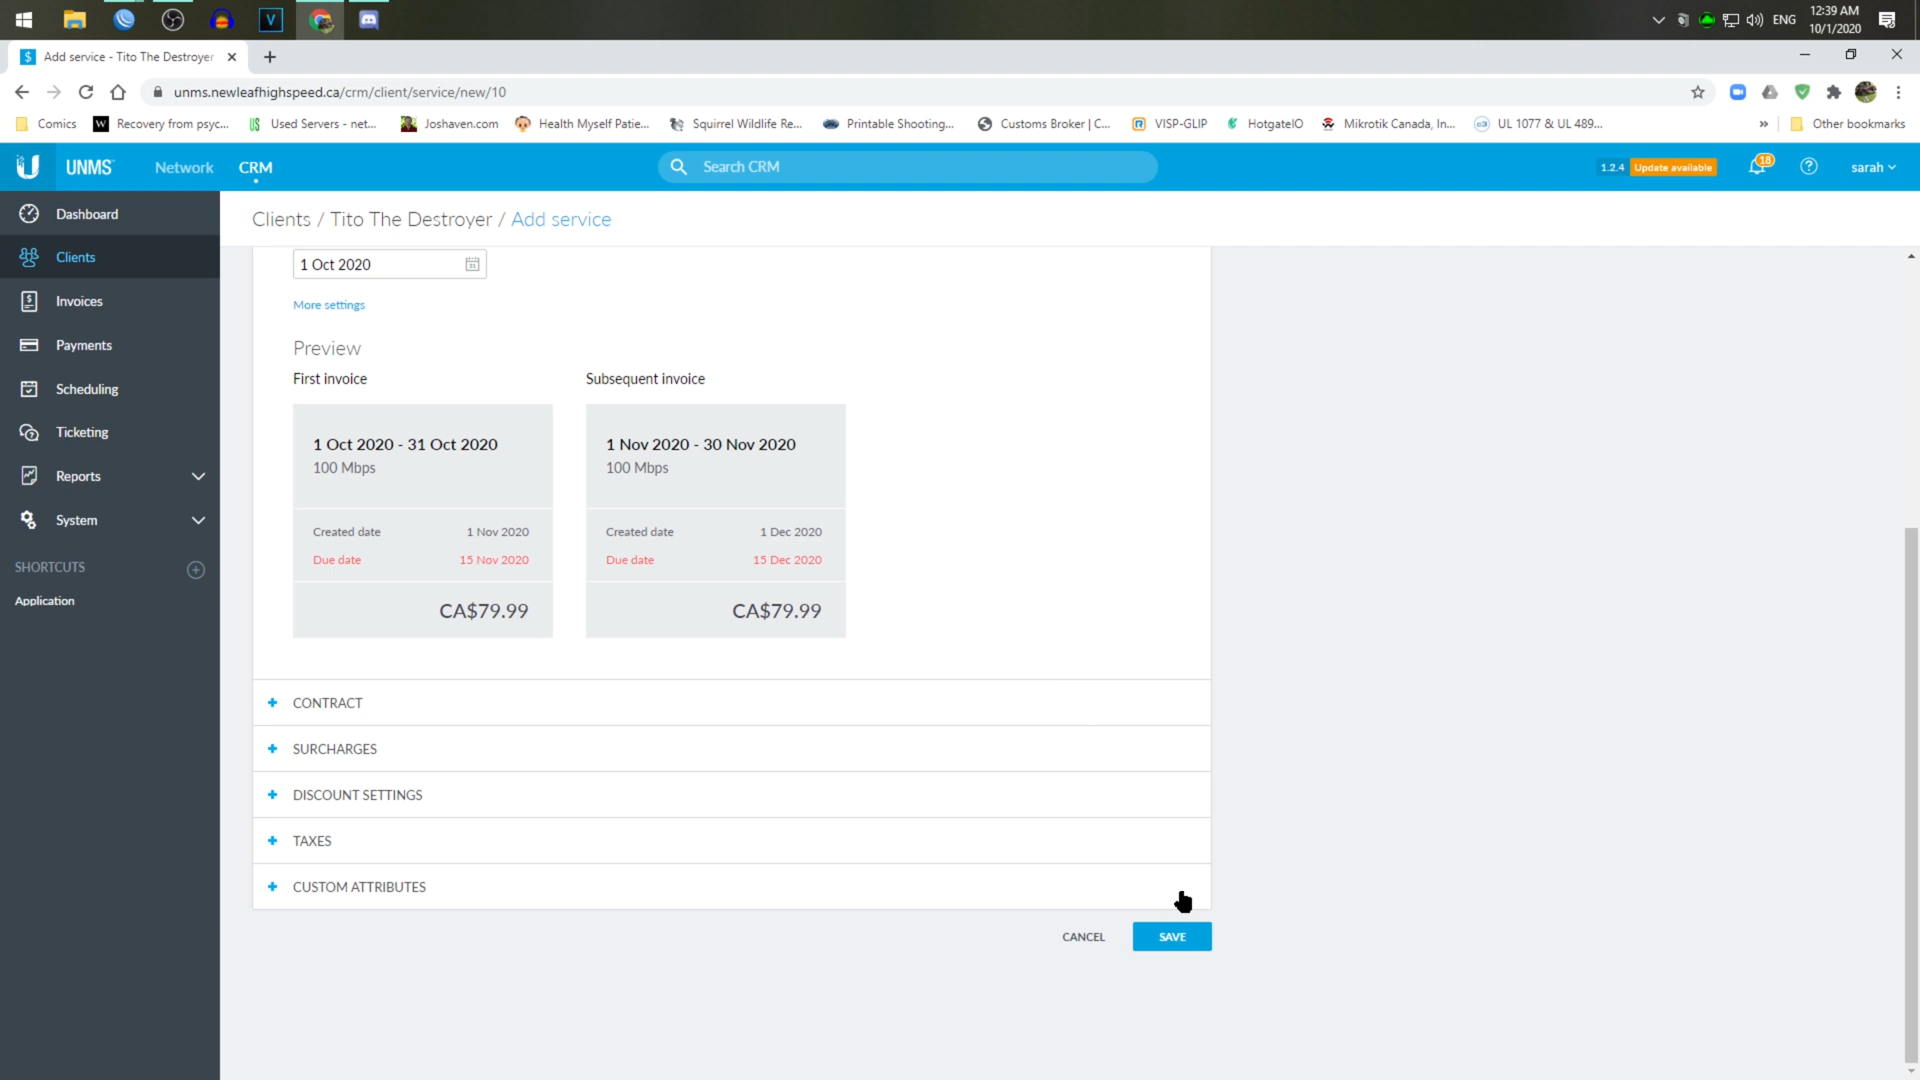 V
ENG
12:39 AM
10/1/2020
Add service - Tito The Destroyer
unms.newleafhighspeed.ca/crm/client/service/new/10
Comics
W Recovery from psyc...
US Used Servers - net...
Joshaven.com
Health Myself Patie...
Squirrel Wildlife Re...
Printable Shooting...
Customs Broker | C...
VISP-GLIP
HotgateIO
Mikrotik Canada, In...
UL 1077 & UL 489...
»
Other bookmarks
UNMS
Network
CRM
Search CRM
1.2.4 Update available
18
sarah
Dashboard
Clients
Invoices
Payments
Scheduling
Ticketing
Reports
System
SHORTCUTS
Application
Clients / Tito The Destroyer / Add service
1 Oct 2020
More settings
Preview
First invoice
1 Oct 2020 - 31 Oct 2020
100 Mbps
Created date 1 Nov 2020
Due date 15 Nov 2020
CA$79.99
Subsequent invoice
1 Nov 2020 - 30 Nov 2020
100 Mbps
Created date 1 Dec 2020
Due date 15 Dec 2020
CA$79.99
+ CONTRACT
+ SURCHARGES
+ DISCOUNT SETTINGS
+ TAXES
+ CUSTOM ATTRIBUTES
CANCEL
SAVE